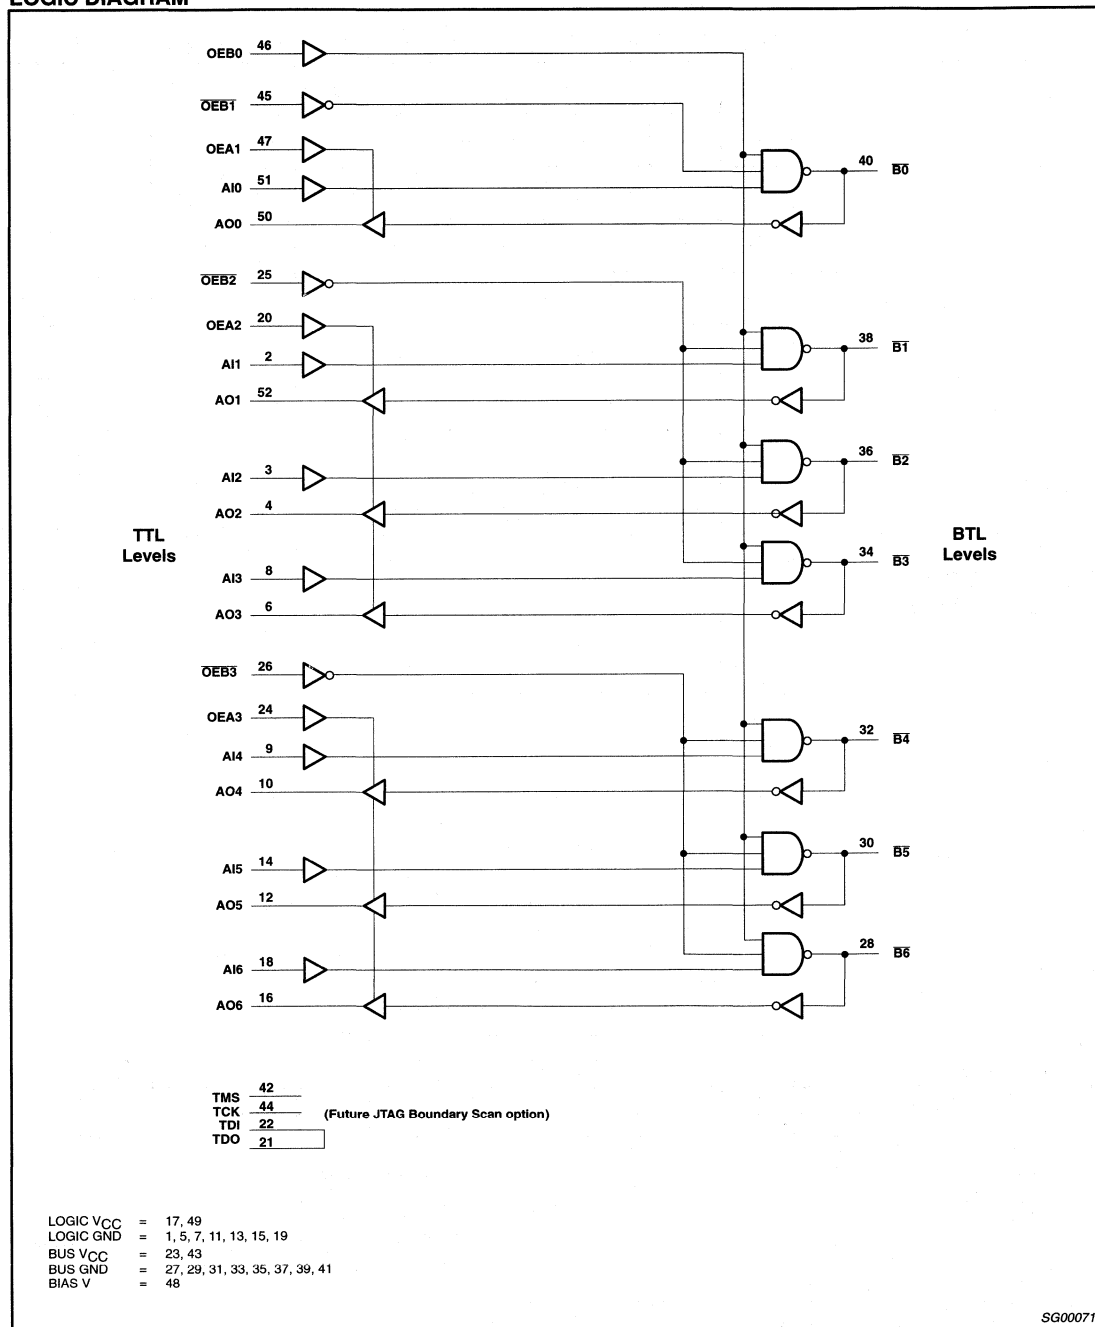 LOGIC DIAGRAM
OEB0 46
OEB1 45
OEA1 47
AI0 51
40 B0
AO0 50
OEB2 25
OEA2 20
38 B1
AI1 2
AO1 52
36 B2
AI2 3
AO2 4
TTL
Levels
BTL
Levels
34 B3
AI3 8
AO3 6
OEB3 26
OEA3 24
32 B4
AI4 9
AO4 10
30 B5
AI5 14
AO5 12
28 B6
AI6 18
AO6 16
TMS 42
TCK 44
(Future JTAG Boundary Scan option)
TDI 22
TDO 21
LOGIC VCC = 17, 49
LOGIC GND = 1, 5, 7, 11, 13, 15, 19
BUS VCC = 23, 43
BUS GND = 27, 29, 31, 33, 35, 37, 39, 41
BIAS V = 48
SG00071